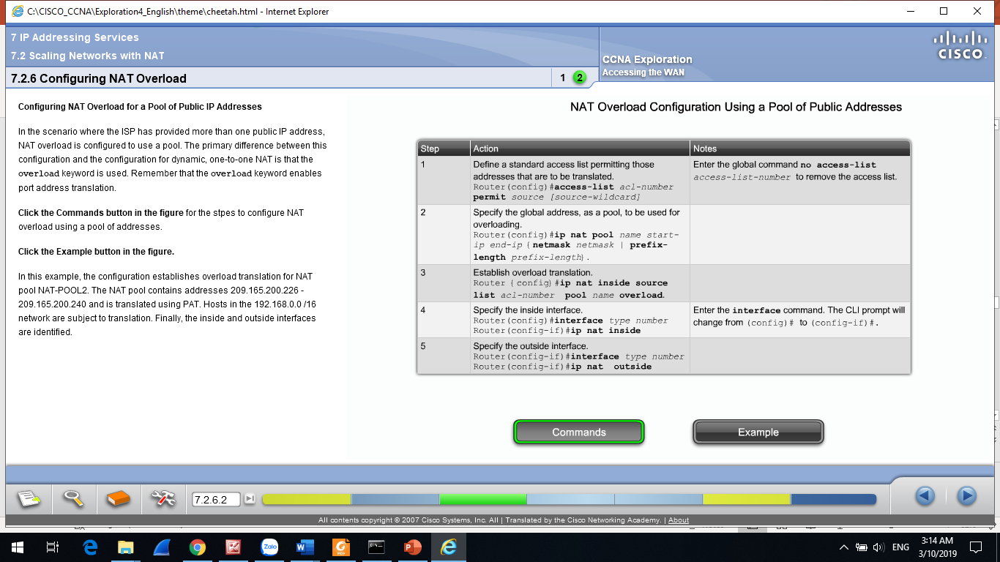 C:\CISCO_CCNA\Exploration4_English\theme\cheetah.html - Internet Explorer
7 IP Addressing Services
7.2 Scaling Networks with NAT
CCNA Exploration
Accessing the WAN
CISCO
7.2.6 Configuring NAT Overload
1 2
Configuring NAT Overload for a Pool of Public IP Addresses
In the scenario where the ISP has provided more than one public IP address,
NAT overload is configured to use a pool. The primary difference between this
configuration and the configuration for dynamic, one-to-one NAT is that the
overload keyword is used. Remember that the overload keyword enables
port address translation.
Click the Commands button in the figure for the stpes to configure NAT
overload using a pool of addresses.
Click the Example button in the figure.
In this example, the configuration establishes overload translation for NAT
pool NAT-POOL2. The NAT pool contains addresses 209.165.200.226 -
209.165.200.240 and is translated using PAT. Hosts in the 192.168.0.0 /16
network are subject to translation. Finally, the inside and outside interfaces
are identified.
NAT Overload Configuration Using a Pool of Public Addresses
Step Action Notes
1
Define a standard access list permitting those
addresses that are to be translated.
Router(config)#access-list acl-number
permit source [source-wildcard]
Enter the global command no access-list
access-list-number to remove the access list.
2
Specify the global address, as a pool, to be used for
overloading.
Router(config)#ip nat pool name start-
ip end-ip {netmask netmask | prefix-
length prefix-length}.
3
Establish overload translation.
Router (config)#ip nat inside source
list acl-number pool name overload.
4
Specify the inside interface.
Router(config)#interface type number
Router(config-if)#ip nat inside
Enter the interface command. The CLI prompt will
change from (config)# to (config-if)#.
5
Specify the outside interface.
Router(config-if)#interface type number
Router(config-if)#ip nat outside
Commands
Example
7.2.6.2
All contents copyright © 2007 Cisco Systems, Inc. All | Translated by the Cisco Networking Academy. | About
Zalo
PDF
ENG
3:14 AM
3/10/2019